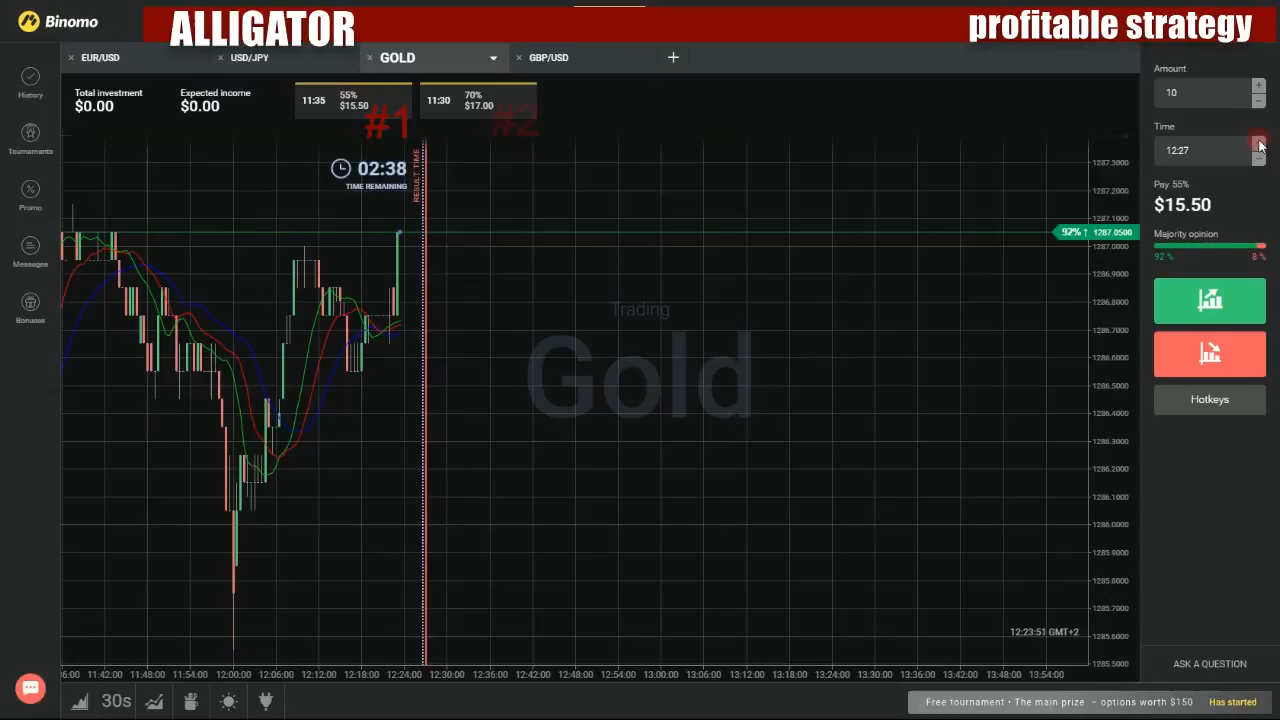 Binomo
ALLIGATOR
profitable strategy
EUR/USD
USD/JPY
GOLD
GBP/USD
Total investment
$0.00
Expected income
$0.00
11:35
55%
$15.50
11:30
70%
$17.00
#1
#2
History
Tournaments
Promo
Messages
Bonuses
02:38
TIME REMAINING
RESULT TIME
Trading
Gold
92% ↑ 1287.0500
1287.3000
1287.2000
1287.1000
1287.0000
1286.9000
1286.8000
1286.7000
1286.6000
1286.5000
1286.4000
1286.3000
1286.2000
1286.1000
1286.0000
1285.9000
1285.8000
1285.7000
1285.6000
1285.5000
12:23:51 GMT+2
36:00 11:42:00 11:48:00 11:54:00 12:00:00 12:06:00 12:12:00 12:18:00 12:24:00 12:30:00 12:36:00 12:42:00 12:48:00 12:54:00 13:00:00 13:06:00 13:12:00 13:18:00 13:24:00 13:30:00 13:36:00 13:42:00 13:48:00 13:54:00
Amount
10
Time
12:27
Pay 55%
$15.50
Majority opinion
92 %
8 %
Hotkeys
ASK A QUESTION
30s
Free tournament • The main prize – options worth $150 Has started